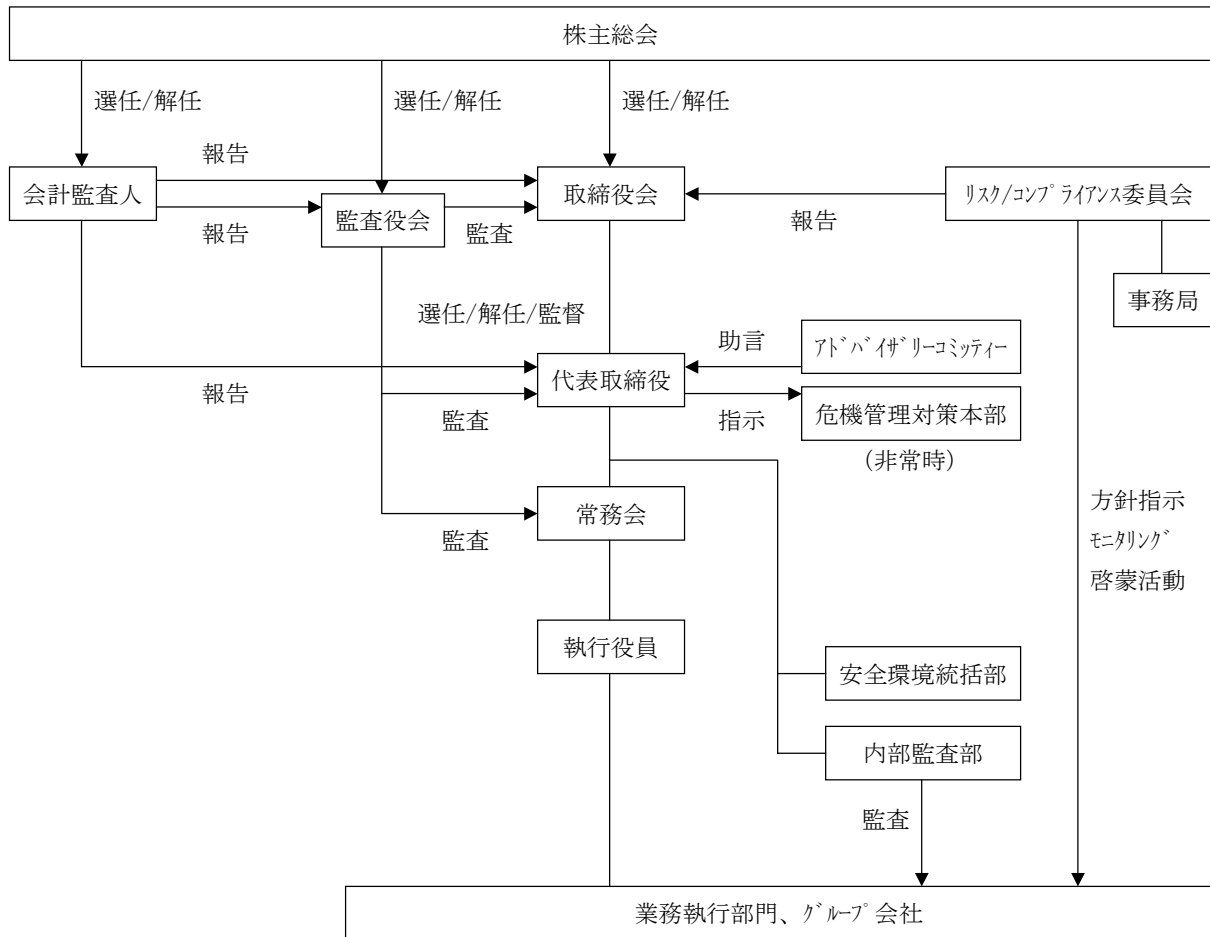 株主総会
選任/解任
選任/解任
選任/解任
報告
会計監査人
取締役会
ﾘｽｸ/ｺﾝﾌﾟﾗｲｱﾝｽ委員会
監査役会
報告
監査
報告
事務局
選任/解任/監督
助言
ｱﾄﾞﾊﾞｲｻﾞﾘｰｺﾐｯﾃｨｰ
代表取締役
報告
監査
指示
危機管理対策本部
(非常時)
常務会
監査
方針指示
ﾓﾆﾀﾘﾝｸﾞ
啓蒙活動
執行役員
安全環境統括部
内部監査部
監査
業務執行部門、ｸﾞﾙｰﾌﾟ会社